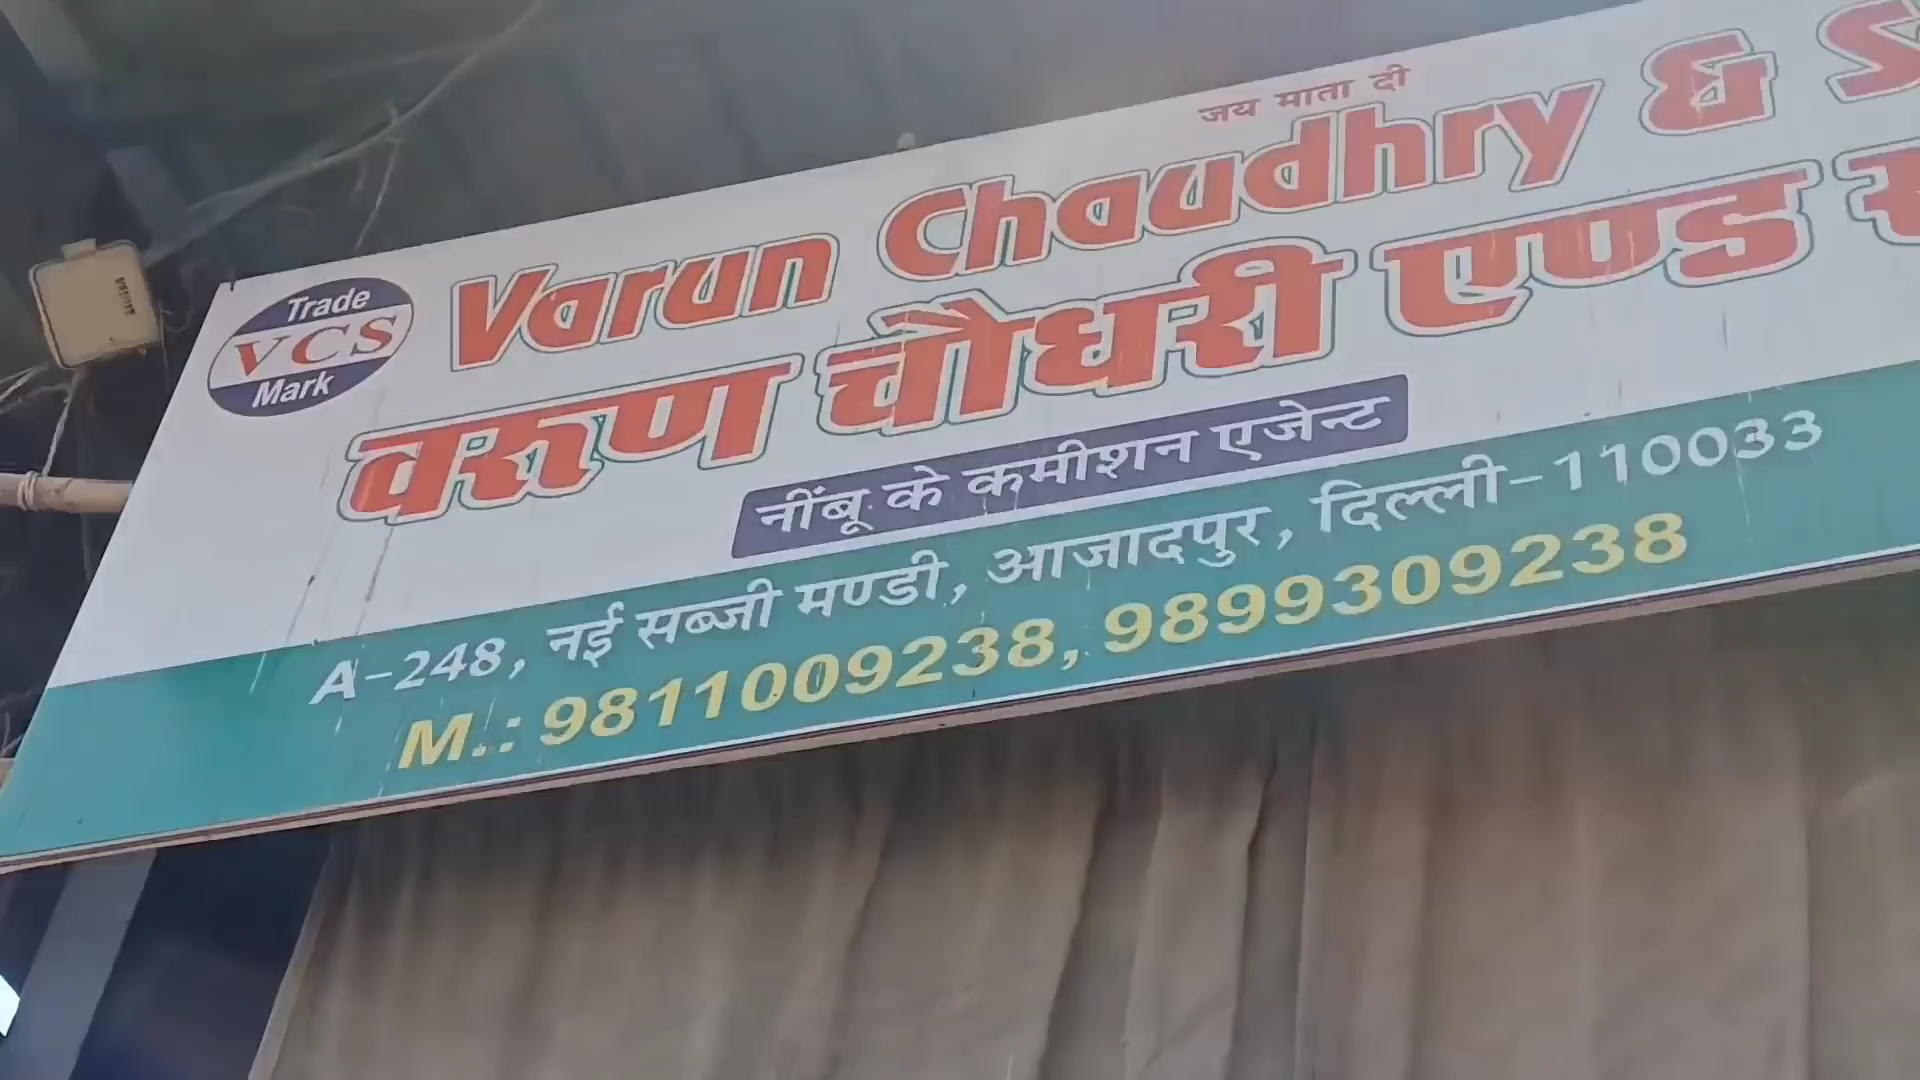 जय माता दी
Trade
VCS
Mark
Varun Chaudhry &
वरूण चौधरी एण्ड
नींबू के कमीशन एजेन्ट
A-248, नई सब्जी मण्डी, आजादपुर, दिल्ली-110033
M.: 9811009238, 9899309238